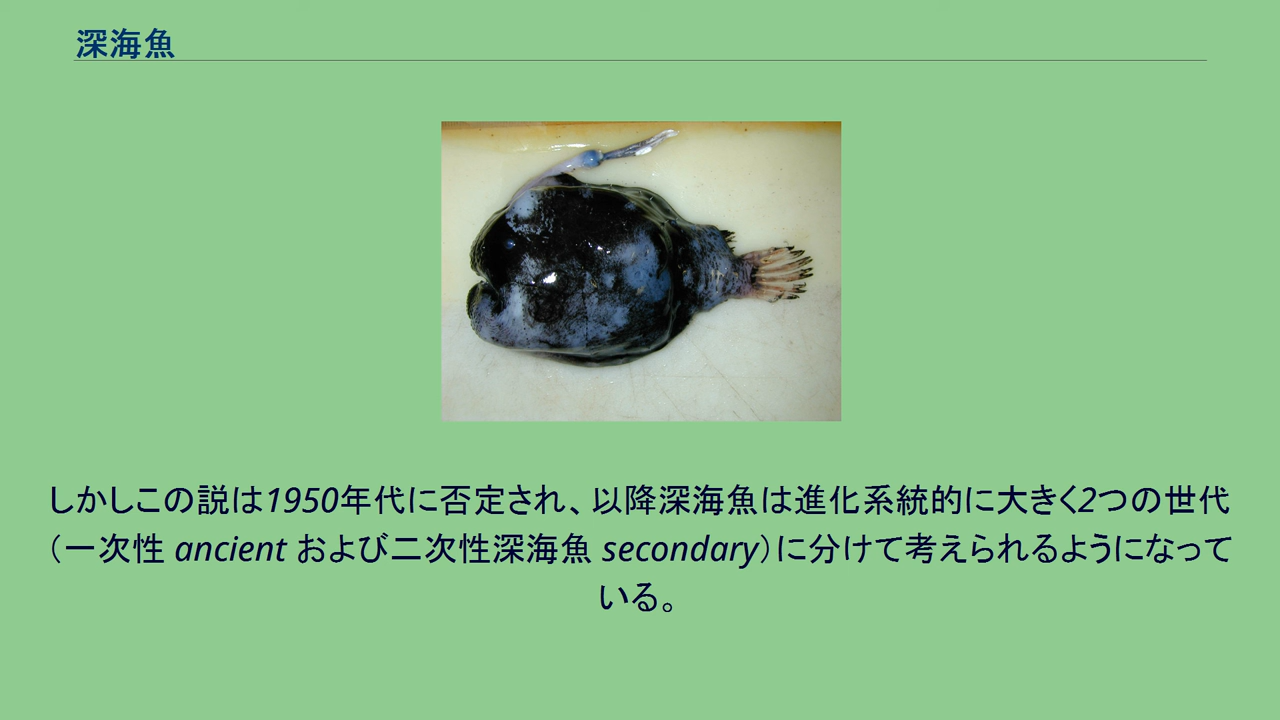 深海魚
しかしこの説は1950年代に否定され、以降深海魚は進化系統的に大きく2つの世代
（一次性 ancient および二次性深海魚 secondary）に分けて考えられるようになって
いる。